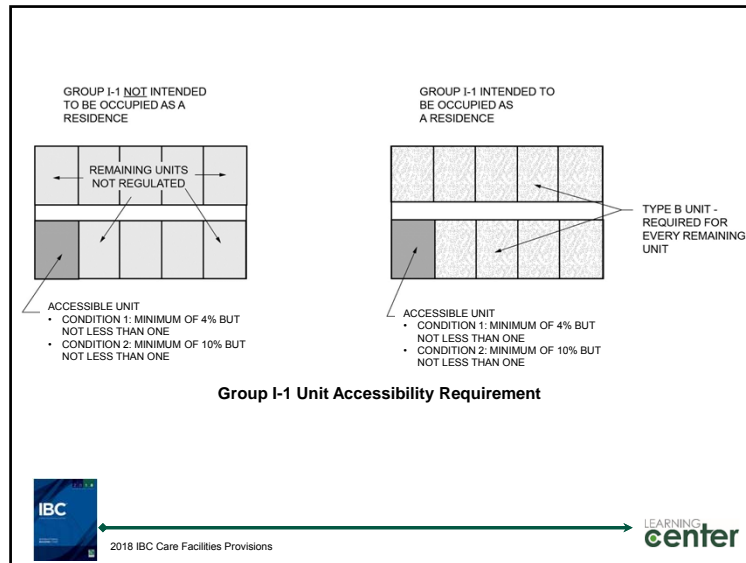 GROUP I-1 NOT INTENDED
TO BE OCCUPIED AS A
RESIDENCE
REMAINING UNITS
NOT REGULATED
ACCESSIBLE UNIT
• CONDITION 1: MINIMUM OF 4% BUT
NOT LESS THAN ONE
• CONDITION 2: MINIMUM OF 10% BUT
NOT LESS THAN ONE
GROUP I-1 INTENDED TO
BE OCCUPIED AS
A RESIDENCE
TYPE B UNIT -
REQUIRED FOR
EVERY REMAINING
UNIT
ACCESSIBLE UNIT
• CONDITION 1: MINIMUM OF 4% BUT
NOT LESS THAN ONE
• CONDITION 2: MINIMUM OF 10% BUT
NOT LESS THAN ONE
Group I-1 Unit Accessibility Requirement
IBC
2018 IBC Care Facilities Provisions
LEARNING
center